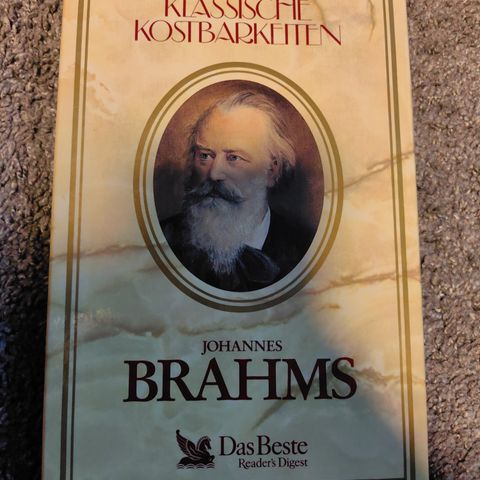 KLASSISCHE
KOSTBARKEITEN
JOHANNES
BRAHMS
Das Beste
Reader's Digest